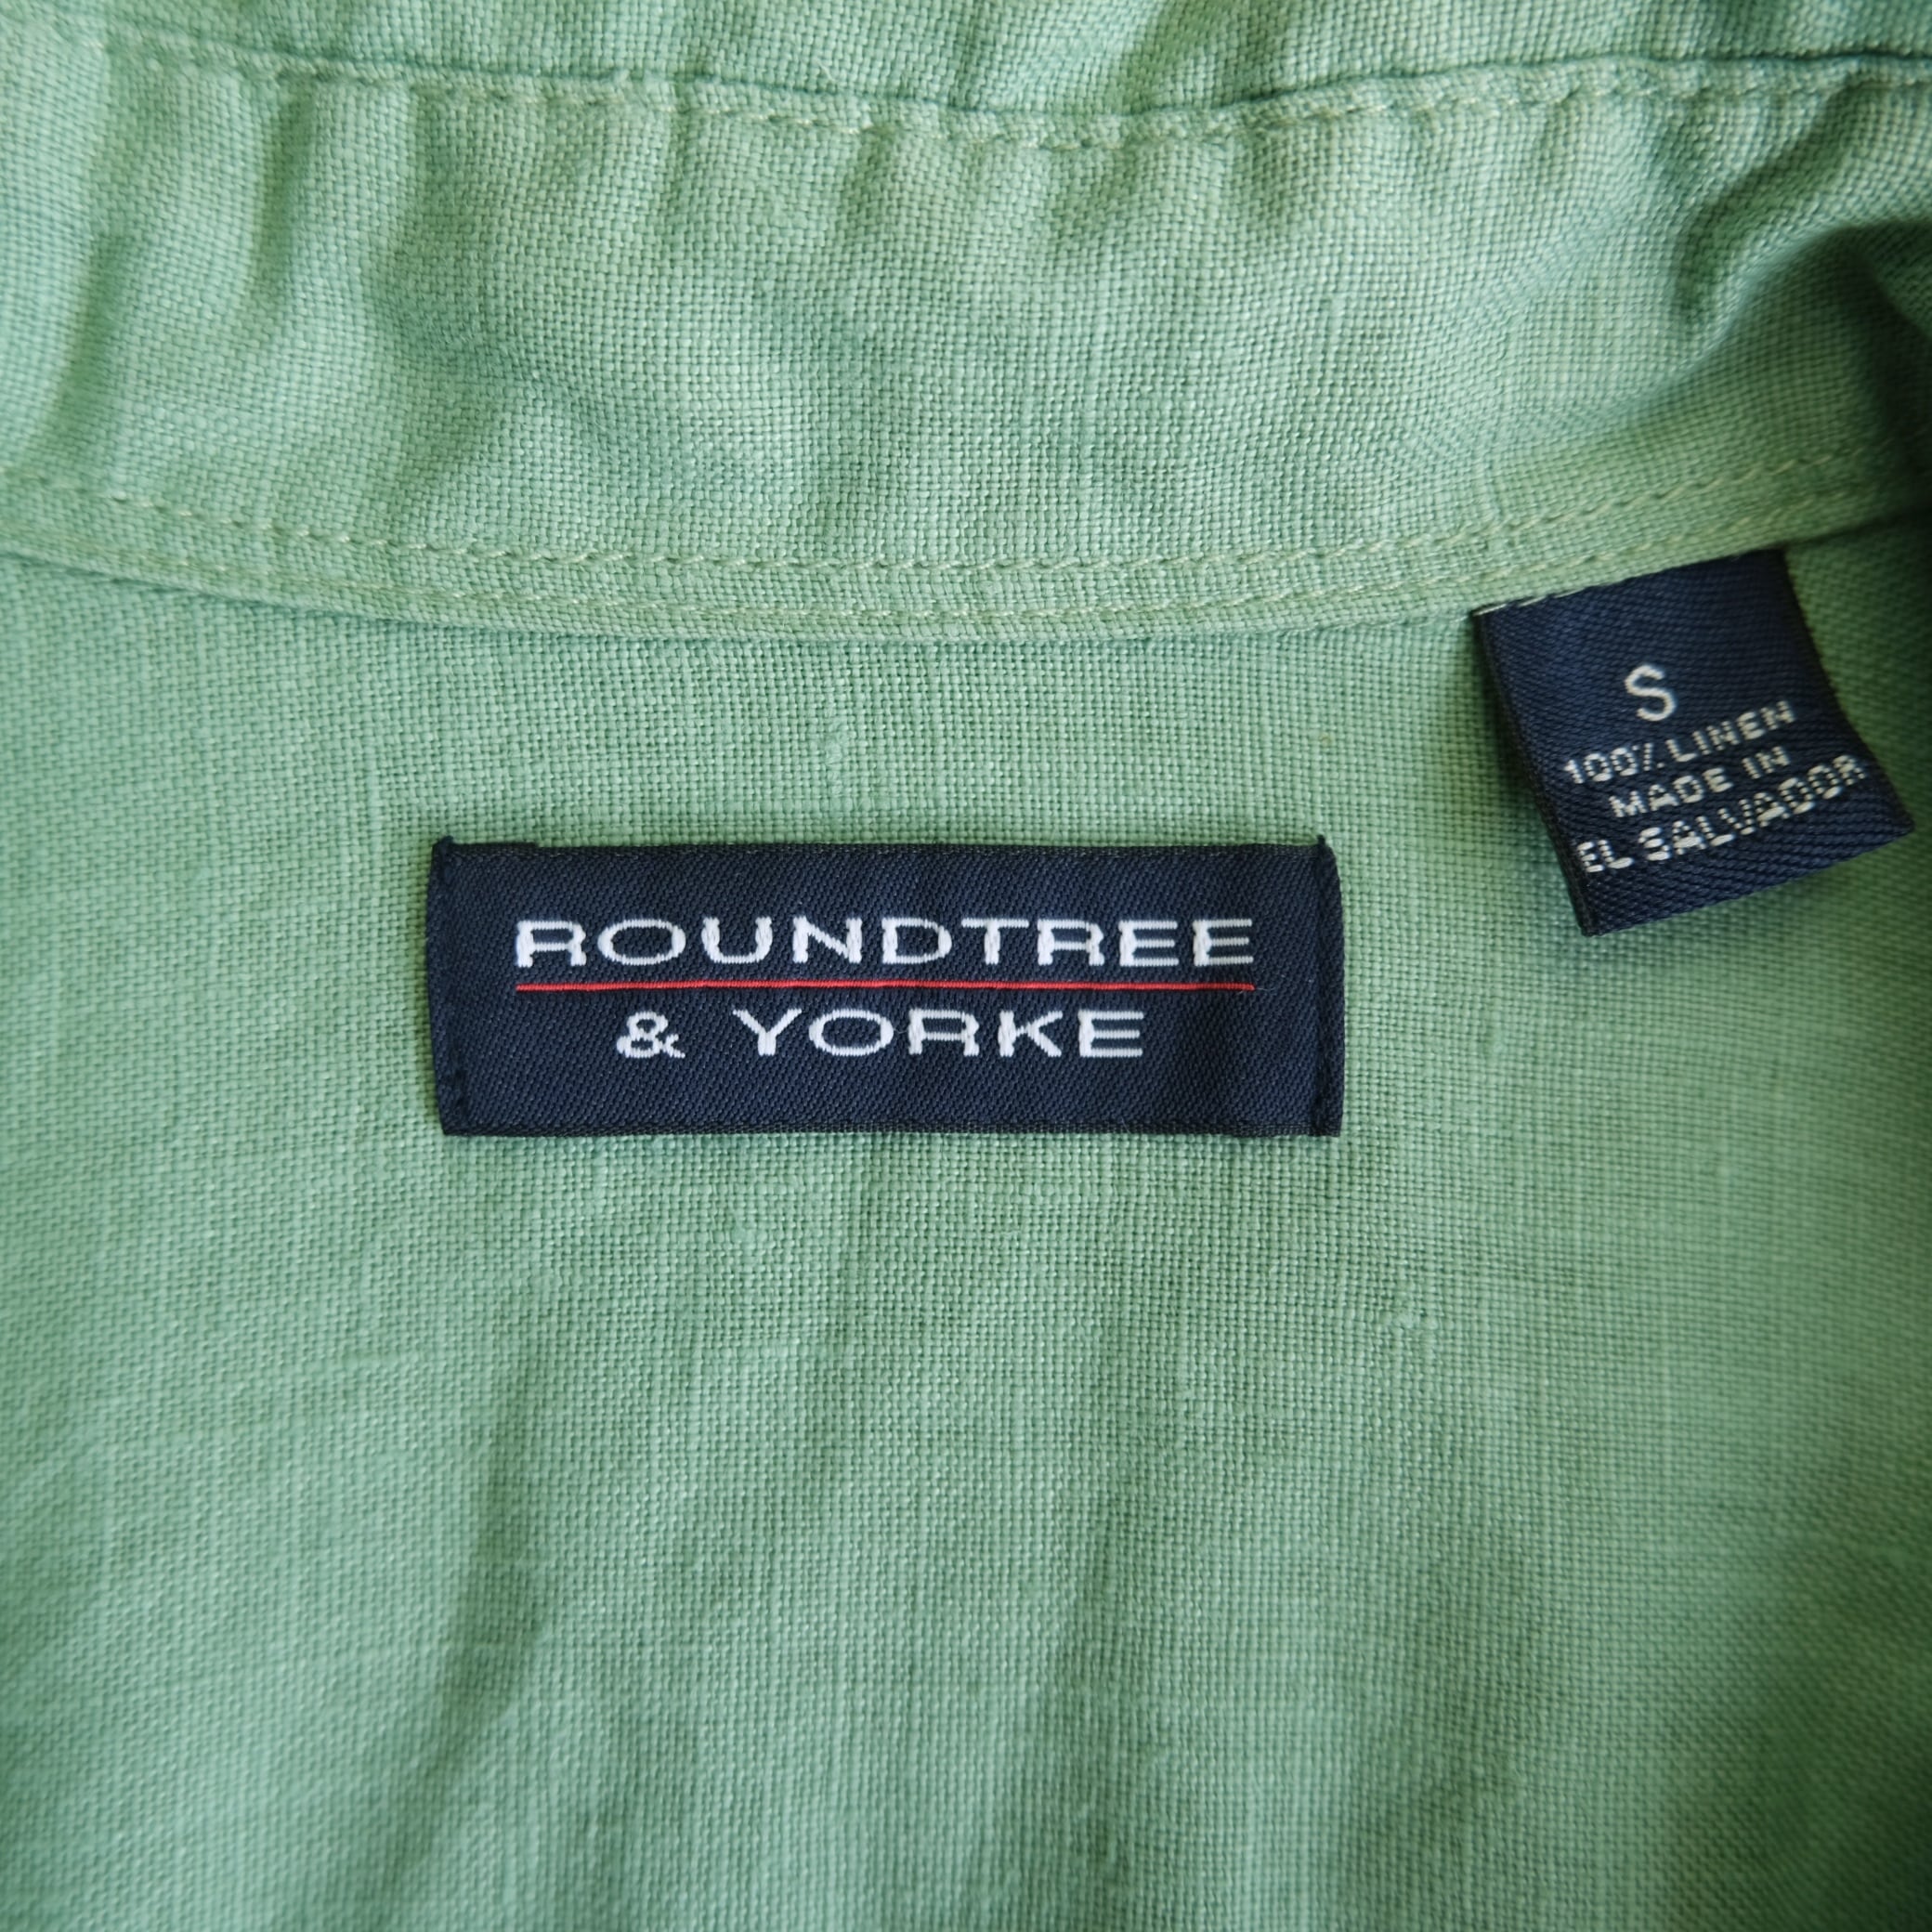 ROUNDTREE
& YORKE
S
100% LINEN
MADE IN
EL SALVADOR